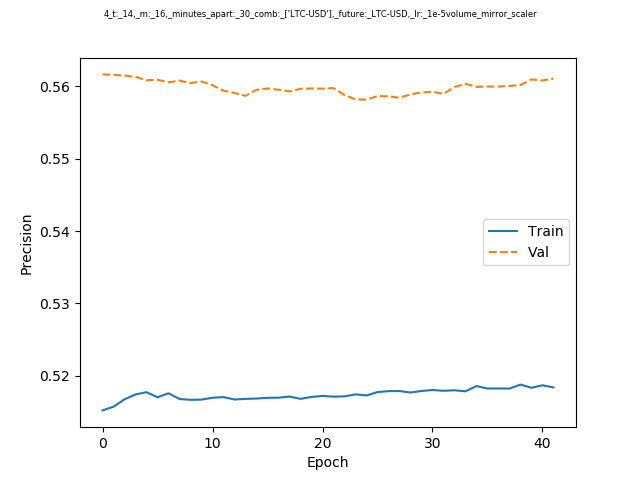 4_t:_14,_m:_16,_minutes_apart:_30_comb:_['LTC-USD'],_future:_LTC-USD,_lr:_1e-5volume_mirror_scaler
0.56
0.55
0.54
0.53
0.52
Precision
Train
Val
0 10 20 30 40
Epoch